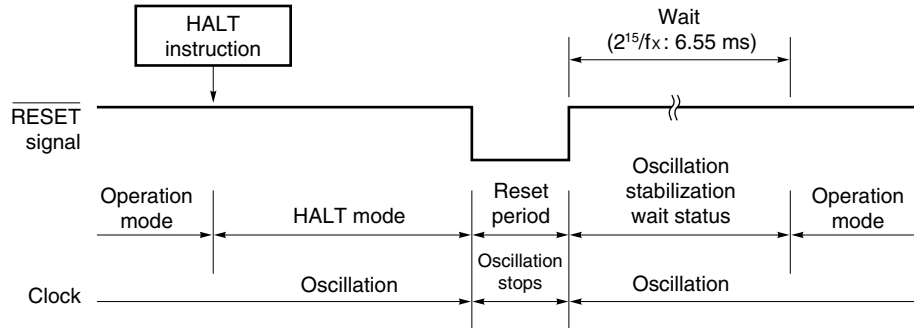 HALT
instruction
Wait
(2¹⁵/fx : 6.55 ms)
RESET
signal
Operation
mode
HALT mode
Reset
period
Oscillation
stabilization
wait status
Operation
mode
Clock
Oscillation
Oscillation
stops
Oscillation